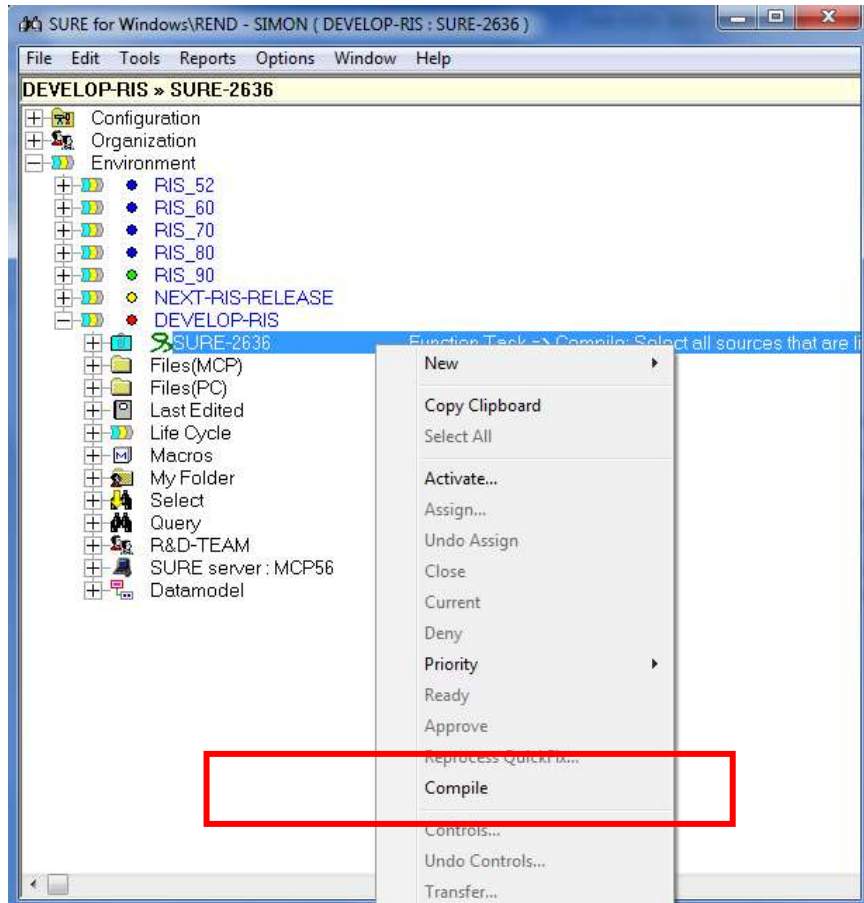 SURE for Windows\REND - SIMON ( DEVELOP-RIS : SURE-2636 )
File Edit Tools Reports Options Window Help
DEVELOP-RIS » SURE-2636
Configuration
Organization
Environment
RIS_52
RIS_60
RIS_70
RIS_80
RIS_90
NEXT-RIS-RELEASE
DEVELOP-RIS
SURE-2636 Function Task => Compile: Select all sources that are li
Files(MCP)
Files(PC)
Last Edited
Life Cycle
Macros
My Folder
Select
Query
R&D-TEAM
SURE server : MCP56
Datamodel
New
Copy Clipboard
Select All
Activate...
Assign...
Undo Assign
Close
Current
Deny
Priority
Ready
Approve
Reprocess QuickFix...
Compile
Controls...
Undo Controls...
Transfer...